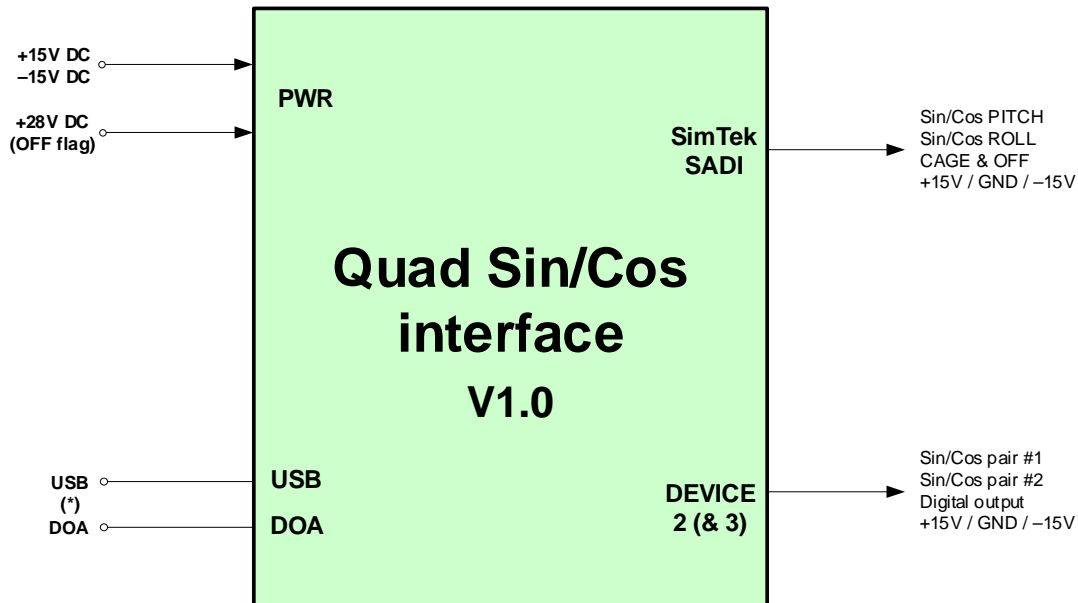 +15V DC
–15V DC
+28V DC
(OFF flag)
PWR
SimTek
SADI
Sin/Cos PITCH
Sin/Cos ROLL
CAGE & OFF
+15V / GND / –15V
Quad Sin/Cos
interface
V1.0
USB
(*)
DOA
USB
DOA
DEVICE
2 (& 3)
Sin/Cos pair #1
Sin/Cos pair #2
Digital output
+15V / GND / –15V